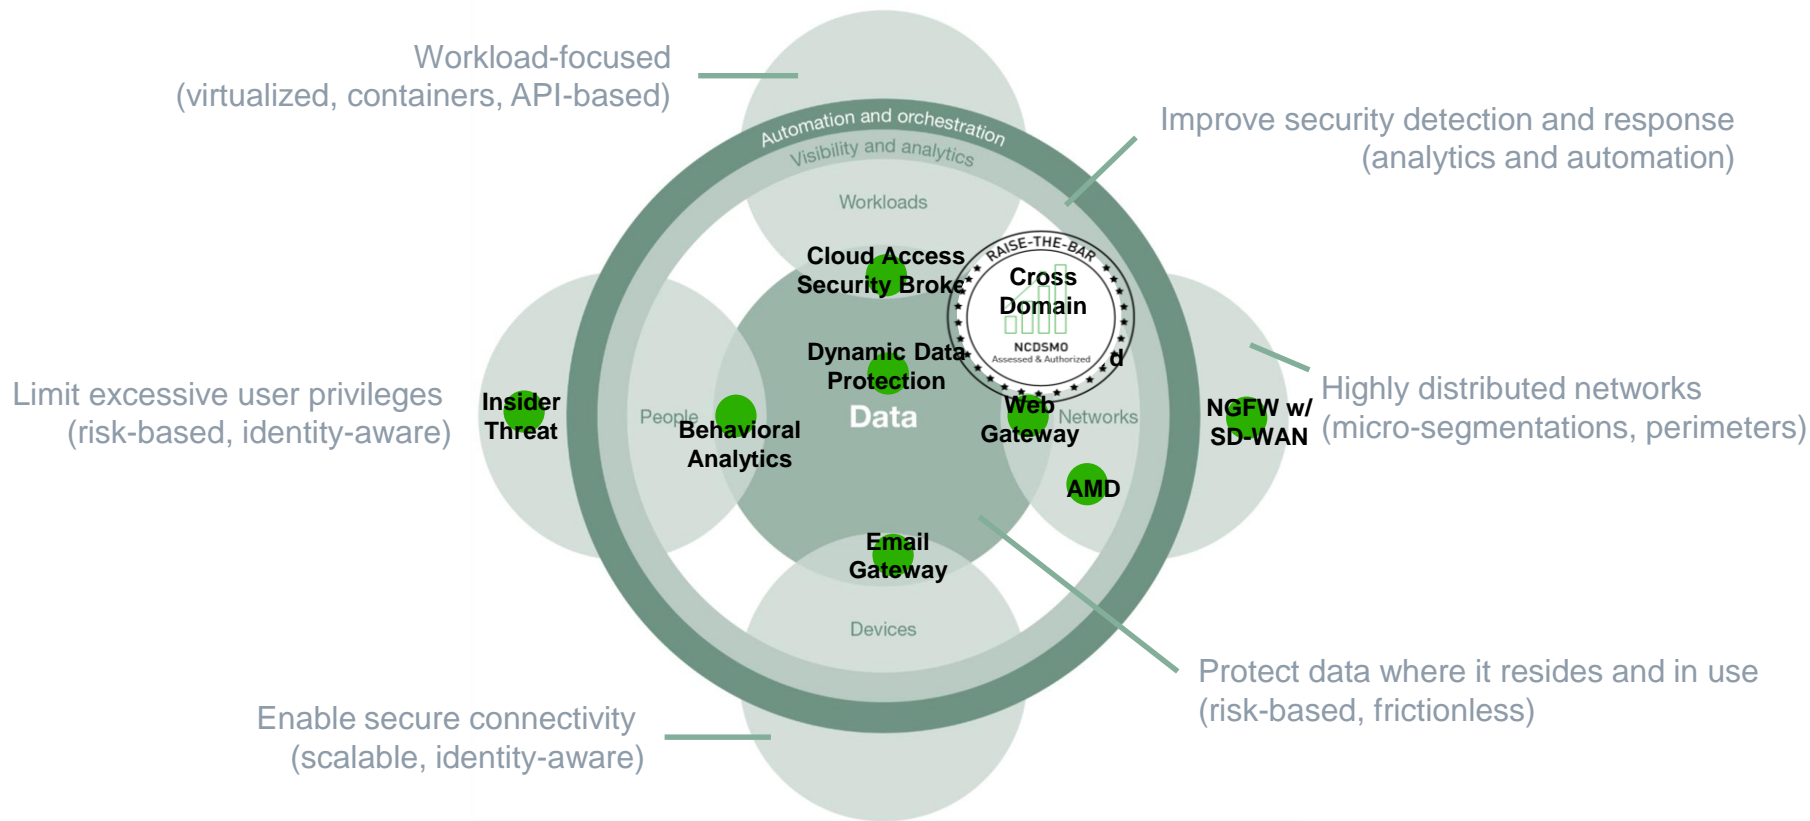 Workload-focused
(virtualized, containers, API-based)
Automation and orchestration
Visibility and analytics
Workloads
Improve security detection and response
(analytics and automation)
Cloud Access
Security Broke
RAISE-THE-BAR
Cross
Domain
NCDSMO
Assessed & Authorized
d
Dynamic Data
Protection
Data
Limit excessive user privileges
(risk-based, identity-aware)
Insider
Threat
People
Behavioral
Analytics
Web
Gateway
Networks
AMD
NGFW w/
SD-WAN
Highly distributed networks
(micro-segmentations, perimeters)
Email
Gateway
Devices
Enable secure connectivity
(scalable, identity-aware)
Protect data where it resides and in use
(risk-based, frictionless)